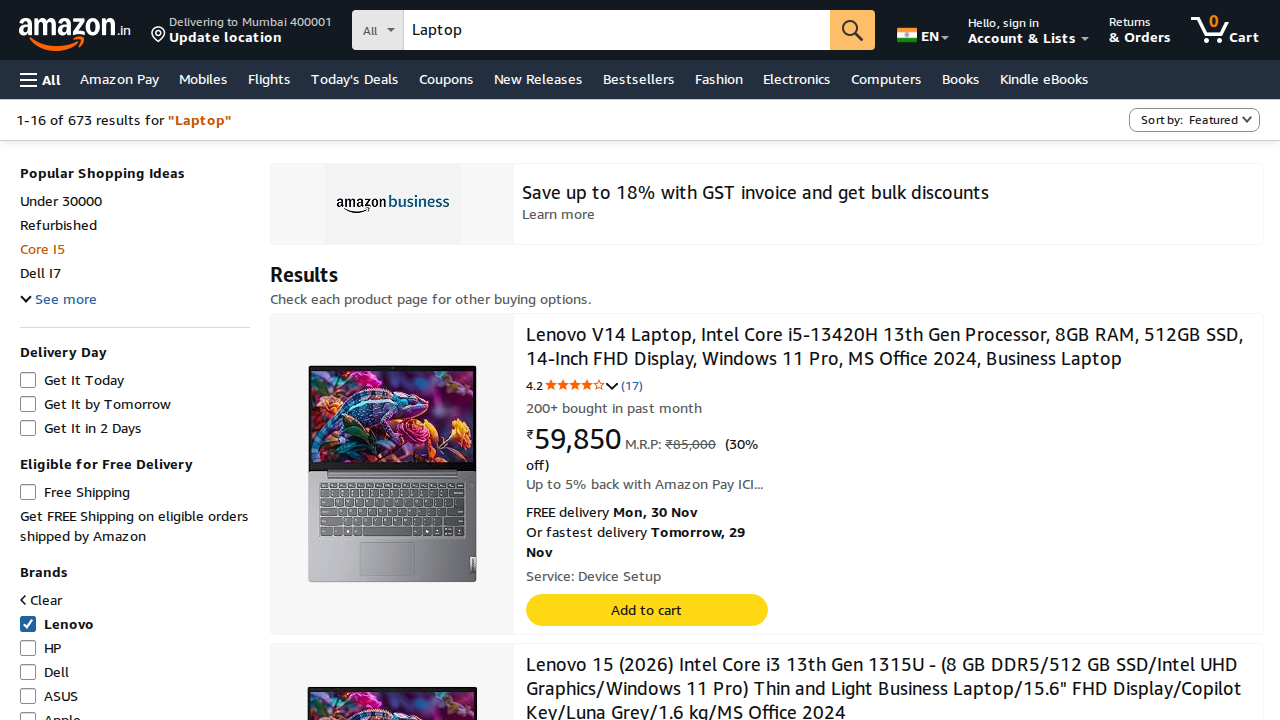 amazon.in
Delivering to Mumbai 400001
Update location
All
Laptop
EN
Hello, sign in
Account & Lists
Returns
& Orders
0
Cart
All Amazon Pay Mobiles Flights Today's Deals Coupons New Releases Bestsellers Fashion Electronics Computers Books Kindle eBooks
1-16 of 673 results for "Laptop"
Sort by: Featured
Popular Shopping Ideas
Under 30000
Refurbished
Core I5
Dell I7
See more
Delivery Day
Get It Today
Get It by Tomorrow
Get It in 2 Days
Eligible for Free Delivery
Free Shipping
Get FREE Shipping on eligible orders
shipped by Amazon
Brands
Clear
Lenovo
HP
Dell
ASUS
Apple
amazon business
Save up to 18% with GST invoice and get bulk discounts
Learn more
Results
Check each product page for other buying options.
Lenovo V14 Laptop, Intel Core i5-13420H 13th Gen Processor, 8GB RAM, 512GB SSD,
14-Inch FHD Display, Windows 11 Pro, MS Office 2024, Business Laptop
4.2 (17)
200+ bought in past month
₹59,850 M.R.P: ₹85,000 (30%
off)
Up to 5% back with Amazon Pay ICI...
FREE delivery Mon, 30 Nov
Or fastest delivery Tomorrow, 29
Nov
Service: Device Setup
Add to cart
Lenovo 15 (2026) Intel Core i3 13th Gen 1315U - (8 GB DDR5/512 GB SSD/Intel UHD
Graphics/Windows 11 Pro) Thin and Light Business Laptop/15.6" FHD Display/Copilot
Key/Luna Grey/1.6 kg/MS Office 2024